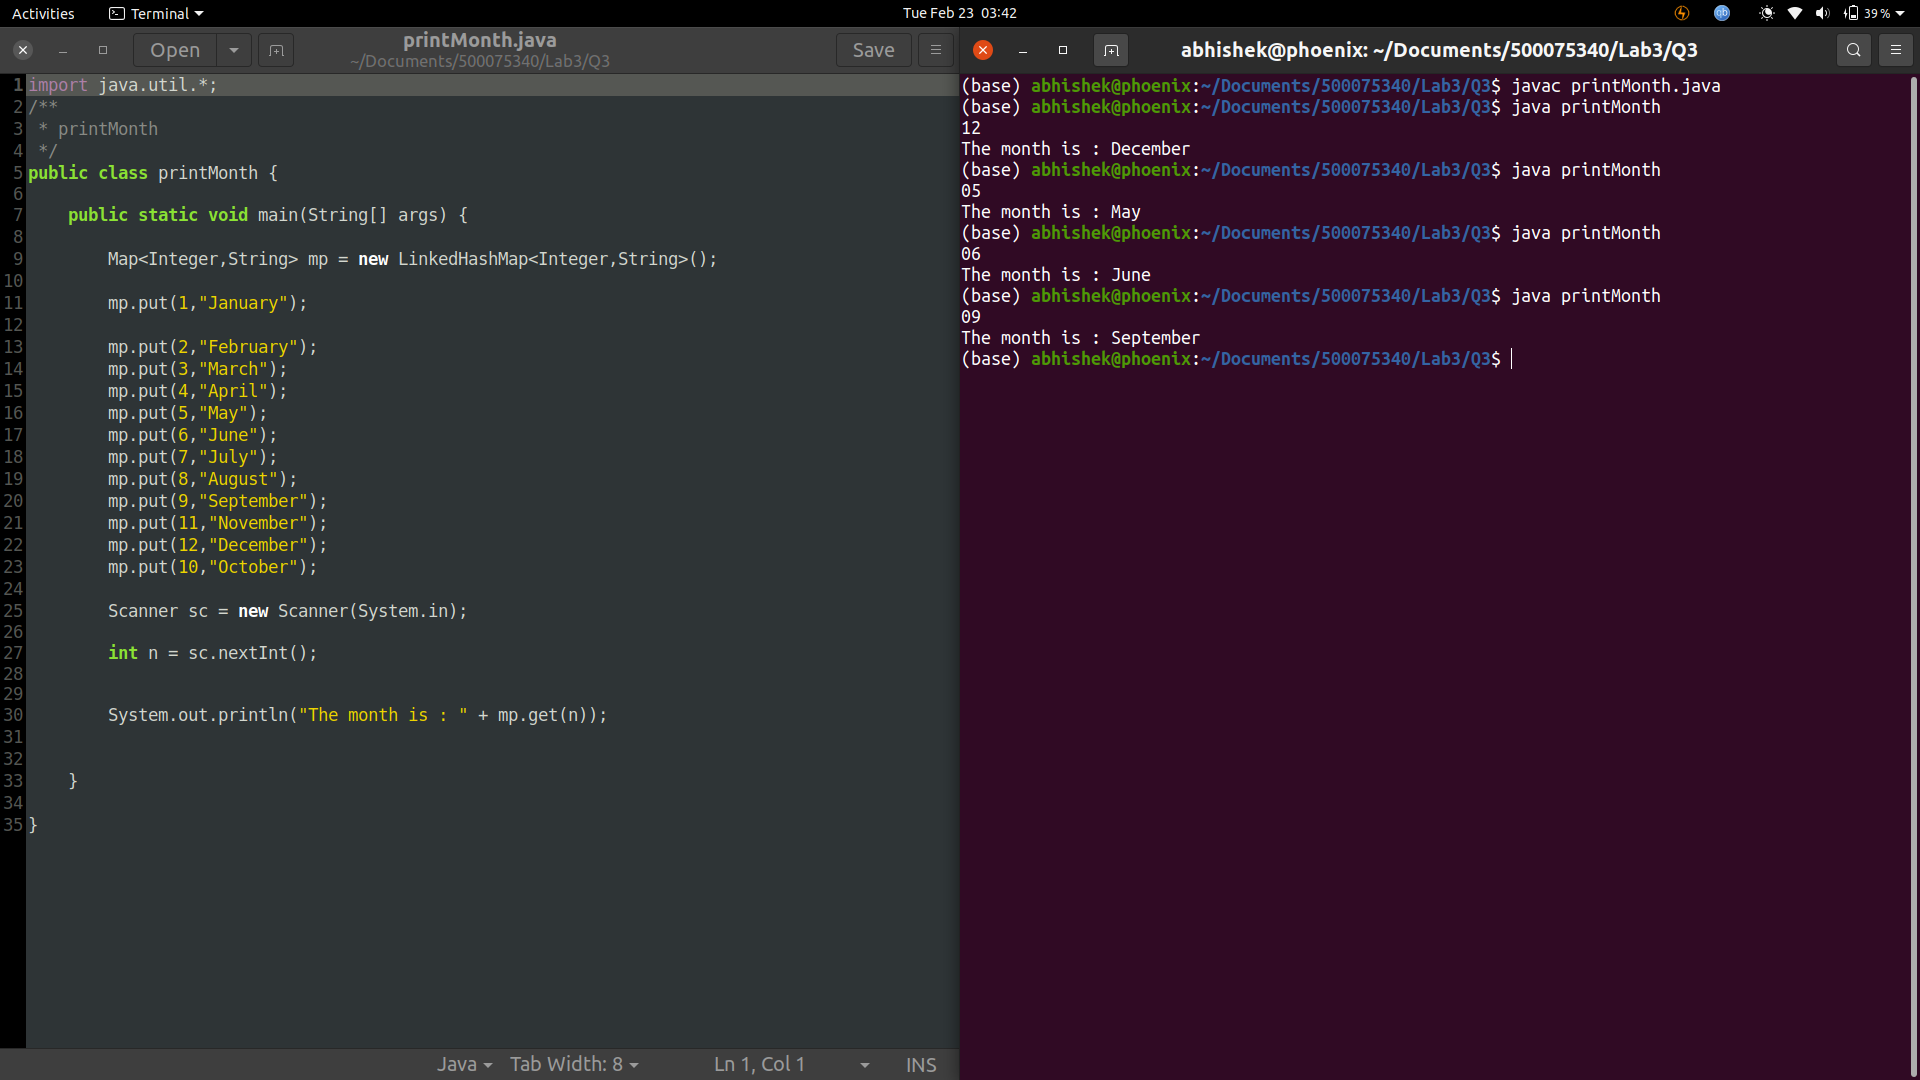 Activities Terminal Tue Feb 23 03:42 39 %
Open printMonth.java Save
~/Documents/500075340/Lab3/Q3
1 import java.util.*;
2 /**
3  * printMonth
4  */
5 public class printMonth {
6
7     public static void main(String[] args) {
8
9         Map<Integer,String> mp = new LinkedHashMap<Integer,String>();
10
11         mp.put(1,"January");
12
13         mp.put(2,"February");
14         mp.put(3,"March");
15         mp.put(4,"April");
16         mp.put(5,"May");
17         mp.put(6,"June");
18         mp.put(7,"July");
19         mp.put(8,"August");
20         mp.put(9,"September");
21         mp.put(11,"November");
22         mp.put(12,"December");
23         mp.put(10,"October");
24
25         Scanner sc = new Scanner(System.in);
26
27         int n = sc.nextInt();
28
29
30         System.out.println("The month is : " + mp.get(n));
31
32
33     }
34
35 }
Java Tab Width: 8 Ln 1, Col 1 INS
abhishek@phoenix: ~/Documents/500075340/Lab3/Q3
(base) abhishek@phoenix:~/Documents/500075340/Lab3/Q3$ javac printMonth.java
(base) abhishek@phoenix:~/Documents/500075340/Lab3/Q3$ java printMonth
12
The month is : December
(base) abhishek@phoenix:~/Documents/500075340/Lab3/Q3$ java printMonth
05
The month is : May
(base) abhishek@phoenix:~/Documents/500075340/Lab3/Q3$ java printMonth
06
The month is : June
(base) abhishek@phoenix:~/Documents/500075340/Lab3/Q3$ java printMonth
09
The month is : September
(base) abhishek@phoenix:~/Documents/500075340/Lab3/Q3$